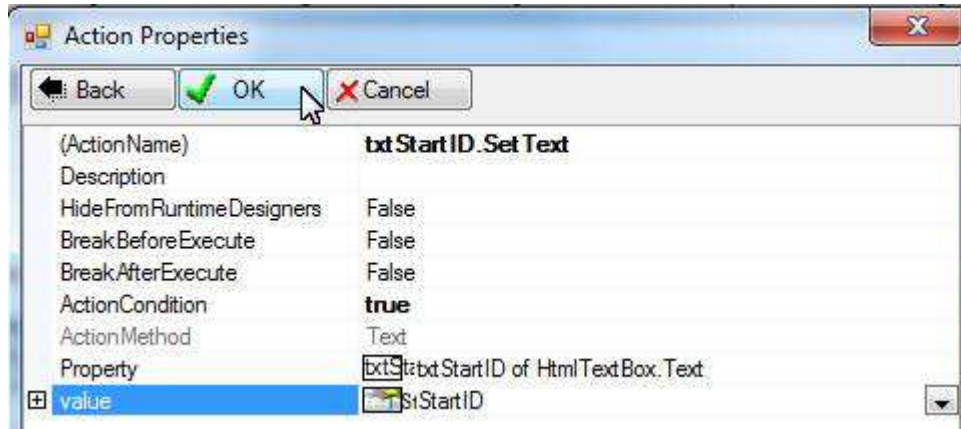 Action Properties
Back OK Cancel
(ActionName) txtStartID.SetText
Description
HideFromRuntimeDesigners False
BreakBeforeExecute False
BreakAfterExecute False
ActionCondition true
ActionMethod Text
Property txtStartID of HtmlTextBox.Text
value StartID